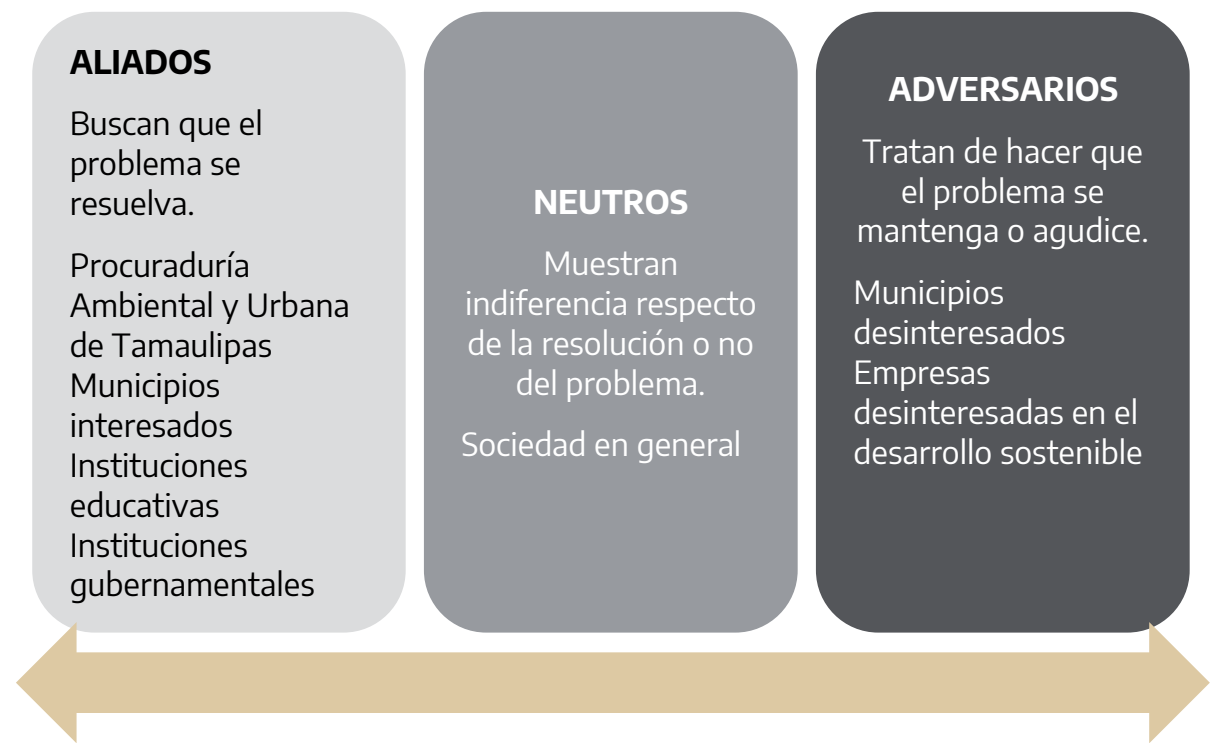 ALIADOS
Buscan que el
problema se
resuelva.
Procuraduría
Ambiental y Urbana
de Tamaulipas
Municipios
interesados
Instituciones
educativas
Instituciones
gubernamentales
NEUTROS
Muestran
indiferencia respecto
de la resolución o no
del problema.
Sociedad en general
ADVERSARIOS
Tratan de hacer que
el problema se
mantenga o agudice.
Municipios
desinteresados
Empresas
desinteresadas en el
desarrollo sostenible